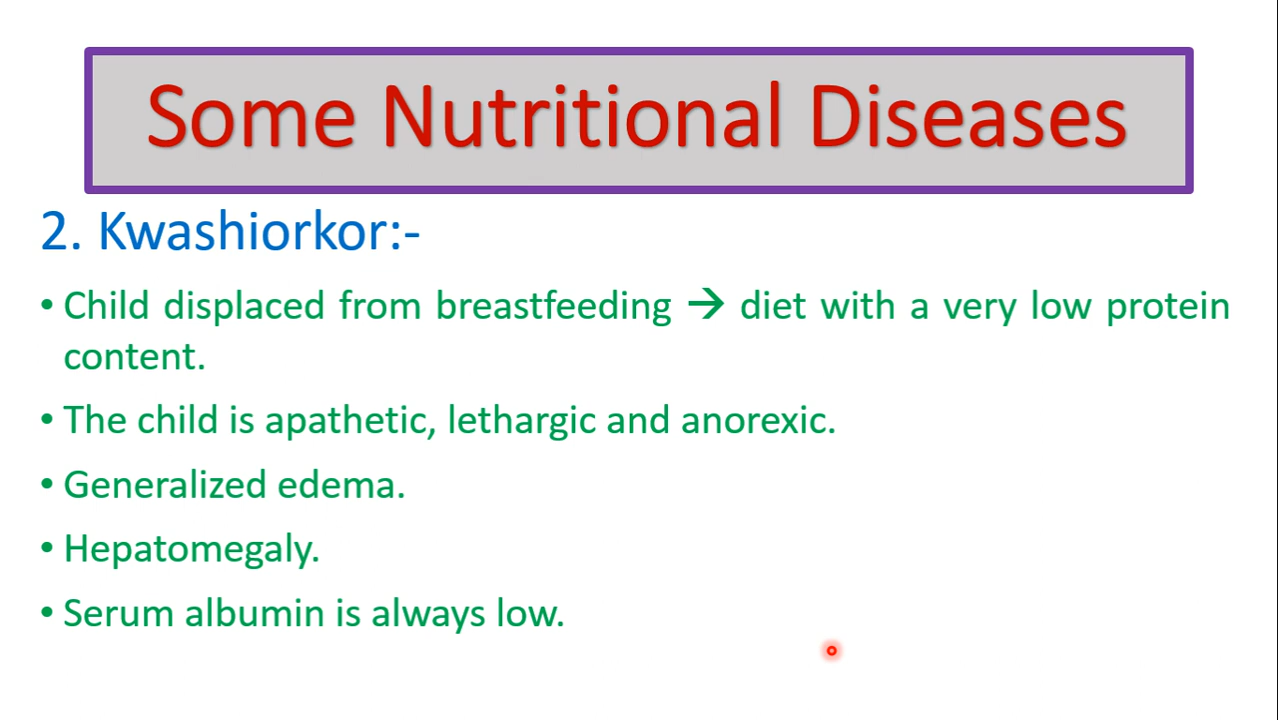 Some Nutritional Diseases
2. Kwashiorkor:-
• Child displaced from breastfeeding → diet with a very low protein
content.
• The child is apathetic, lethargic and anorexic.
• Generalized edema.
• Hepatomegaly.
• Serum albumin is always low.